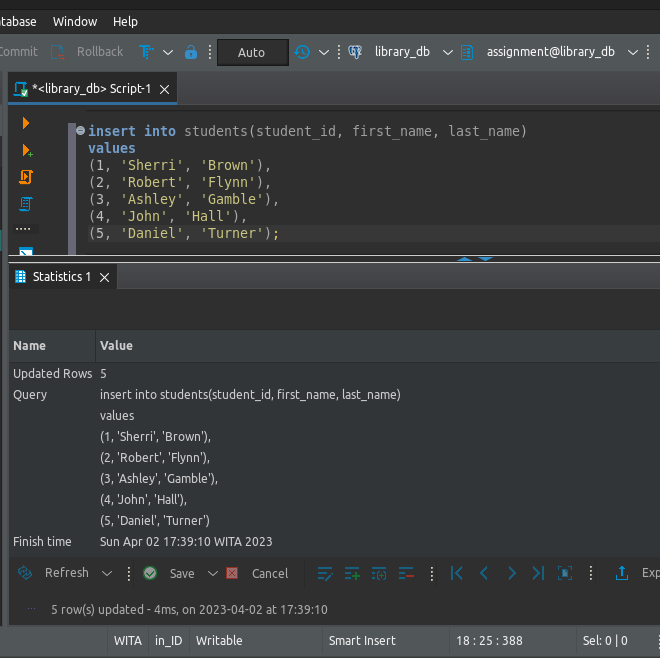 atabase Window Help
Commit Rollback Auto library_db assignment@library_db
*<library_db> Script-1
insert into students(student_id, first_name, last_name)
values
(1, 'Sherri', 'Brown'),
(2, 'Robert', 'Flynn'),
(3, 'Ashley', 'Gamble'),
(4, 'John', 'Hall'),
(5, 'Daniel', 'Turner');
Statistics 1
Name Value
Updated Rows 5
Query insert into students(student_id, first_name, last_name)
values
(1, 'Sherri', 'Brown'),
(2, 'Robert', 'Flynn'),
(3, 'Ashley', 'Gamble'),
(4, 'John', 'Hall'),
(5, 'Daniel', 'Turner')
Finish time Sun Apr 02 17:39:10 WITA 2023
Refresh Save Cancel Exp
5 row(s) updated - 4ms, on 2023-04-02 at 17:39:10
WITA in_ID Writable Smart Insert 18 : 25 : 388 Sel: 0 | 0